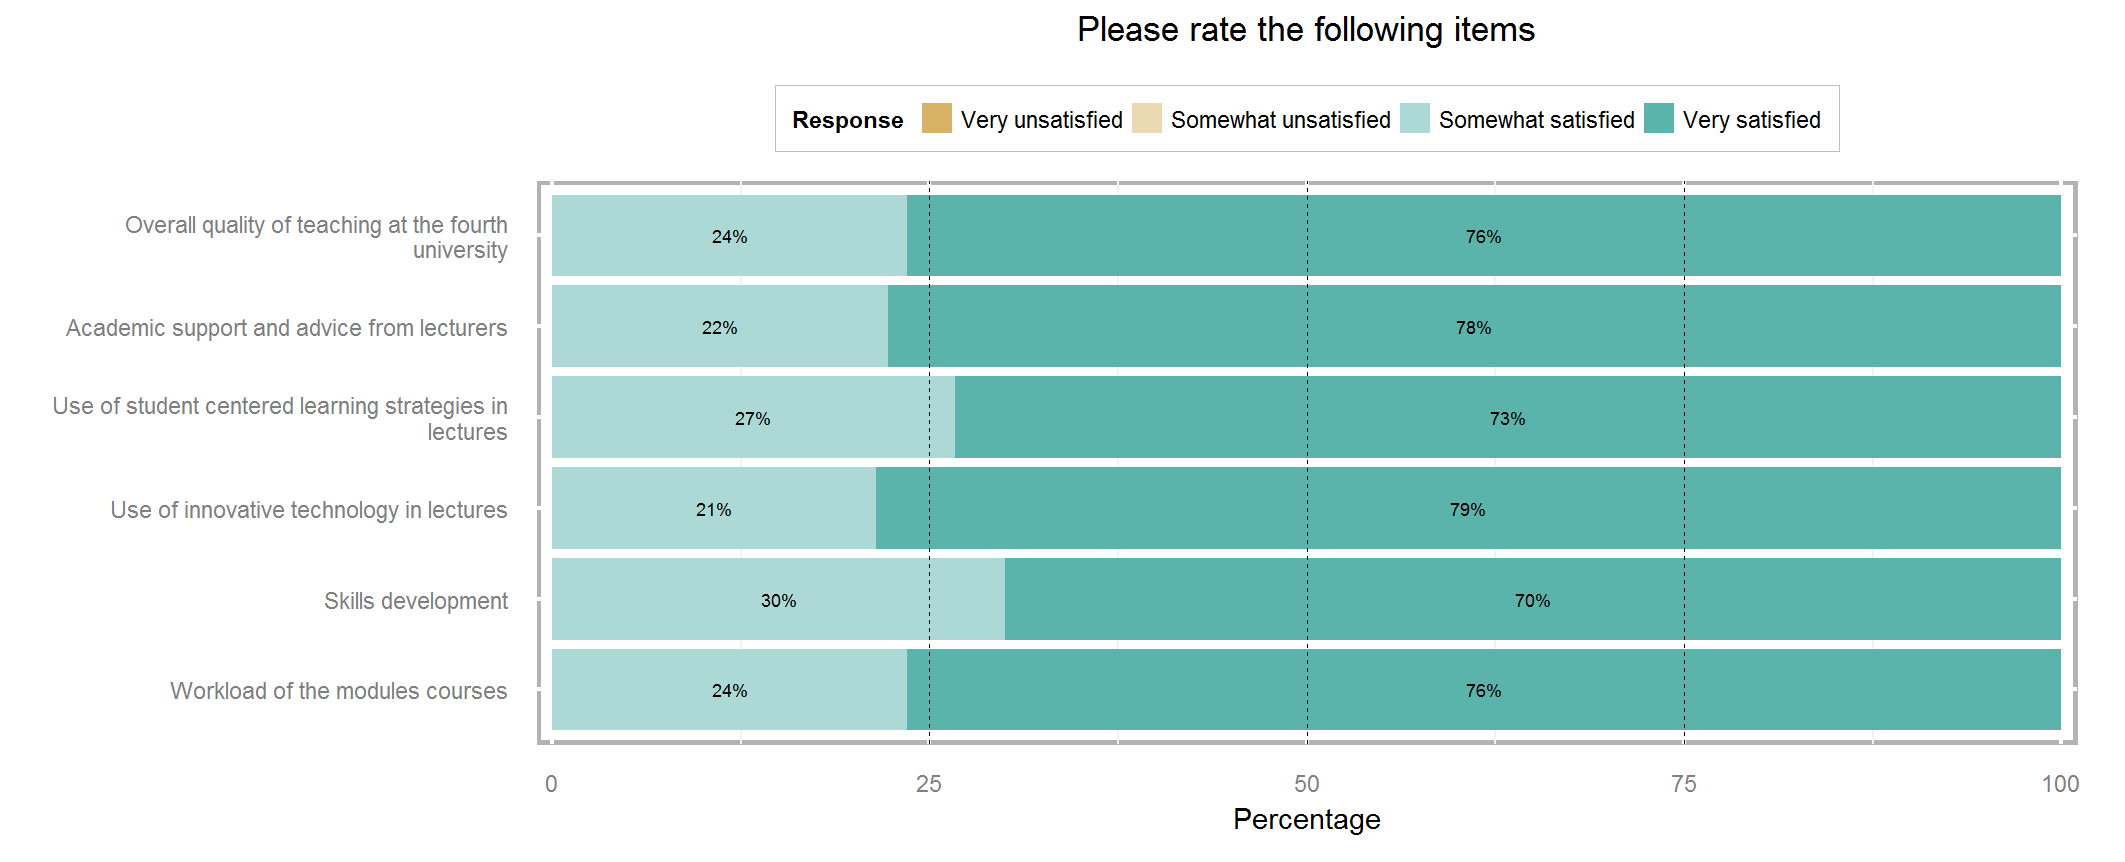 Please rate the following items
Response Very unsatisfied Somewhat unsatisfied Somewhat satisfied Very satisfied
Overall quality of teaching at the fourth
university
24% 76%
Academic support and advice from lecturers
22% 78%
Use of student centered learning strategies in
lectures
27% 73%
Use of innovative technology in lectures
21% 79%
Skills development
30% 70%
Workload of the modules courses
24% 76%
0 25 50 75 100
Percentage